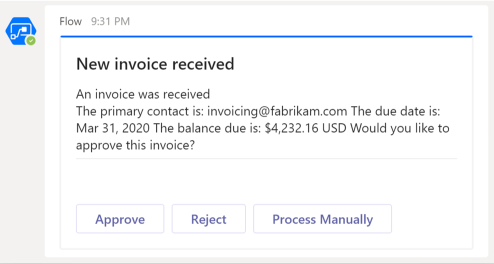 Flow 9:31 PM
New invoice received
An invoice was received
The primary contact is: invoicing@fabrikam.com The due date is:
Mar 31, 2020 The balance due is: $4,232.16 USD Would you like to
approve this invoice?
Approve Reject Process Manually